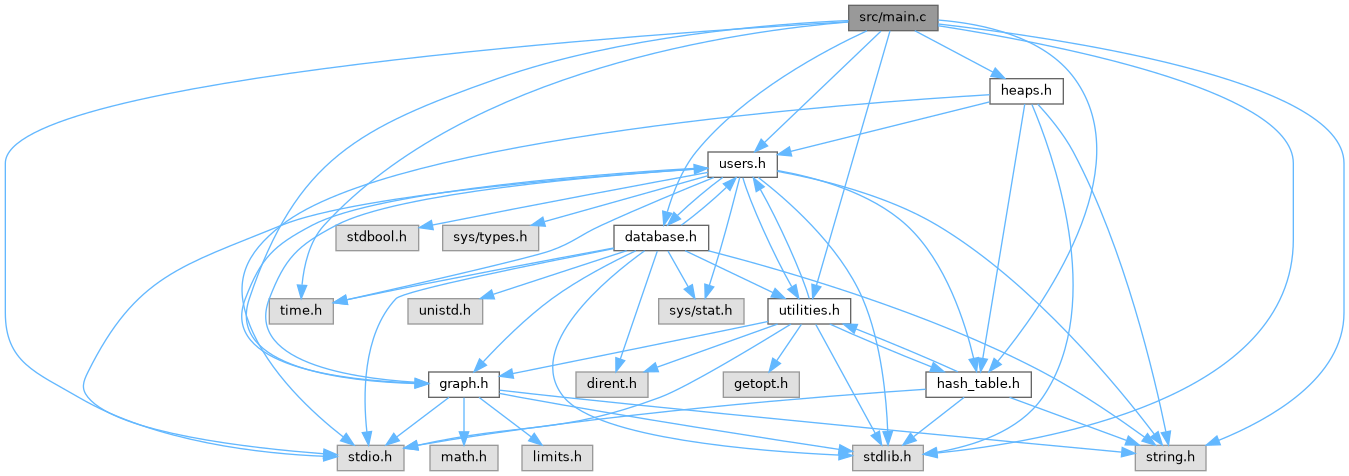 src/main.c
heaps.h
users.h
stdbool.h
sys/types.h
database.h
time.h
unistd.h
sys/stat.h
utilities.h
graph.h
dirent.h
getopt.h
hash_table.h
stdio.h
math.h
limits.h
stdlib.h
string.h